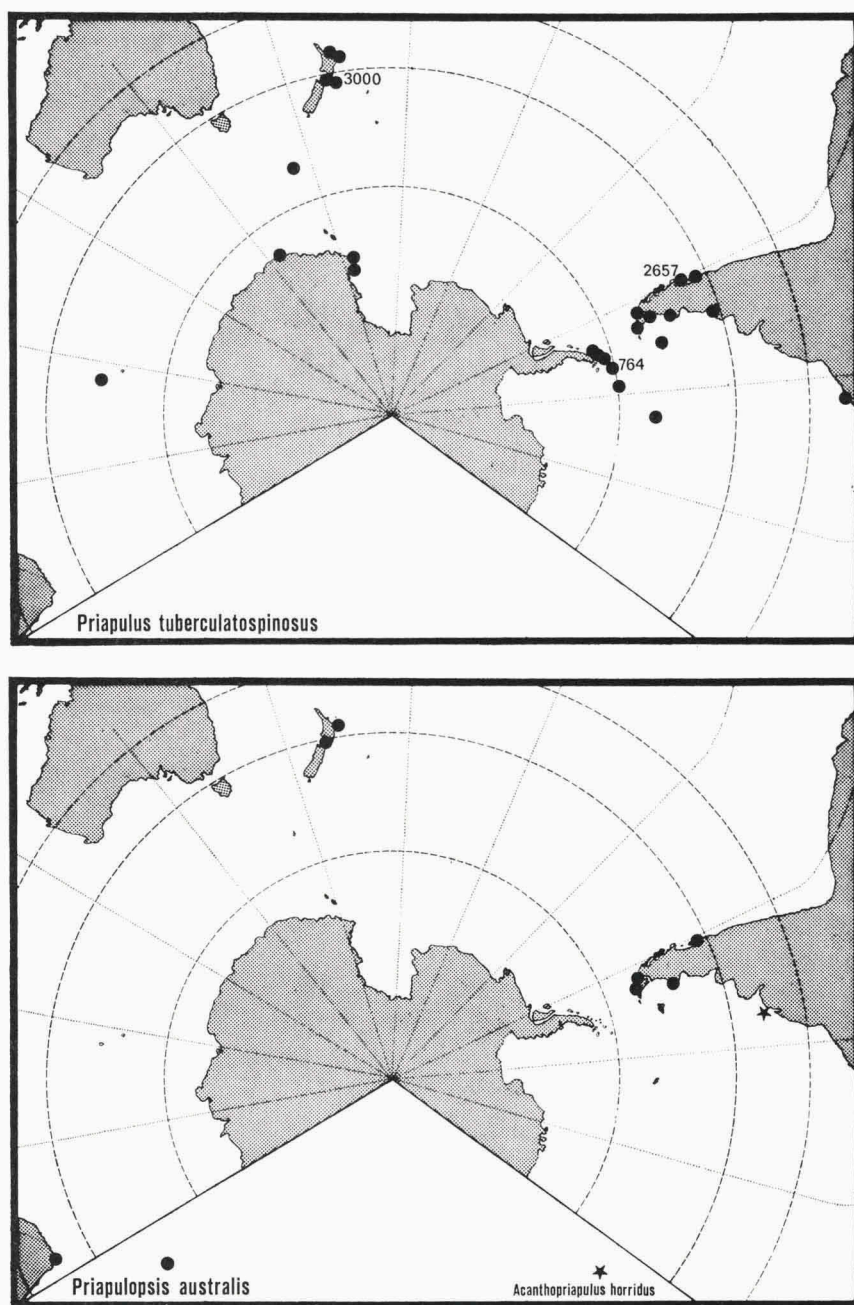 3000
2657
764
Priapulus tuberculatospinosus
Priapulopsis australis
Acanthopriapulus horridus